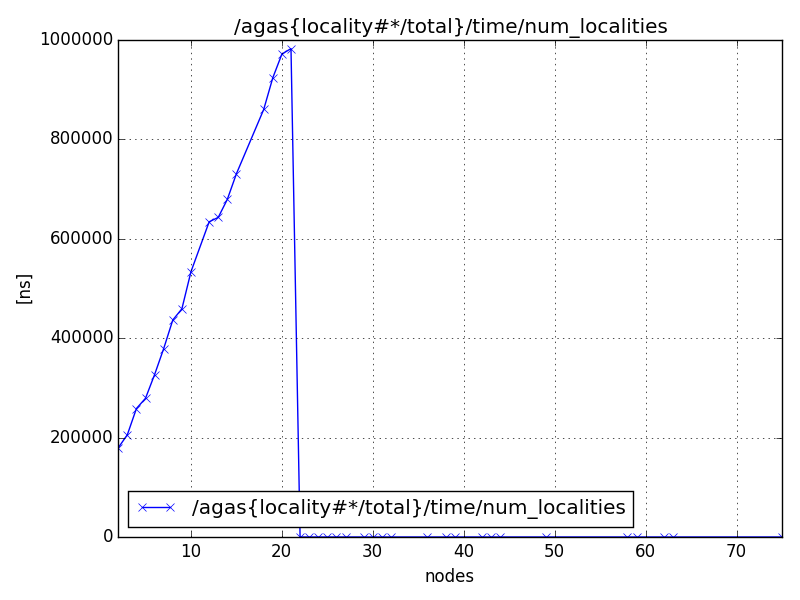 /agas{locality#*/total}/time/num_localities
1000000
800000
600000
400000
200000
0
[ns]
/agas{locality#*/total}/time/num_localities
10 20 30 40 50 60 70
nodes